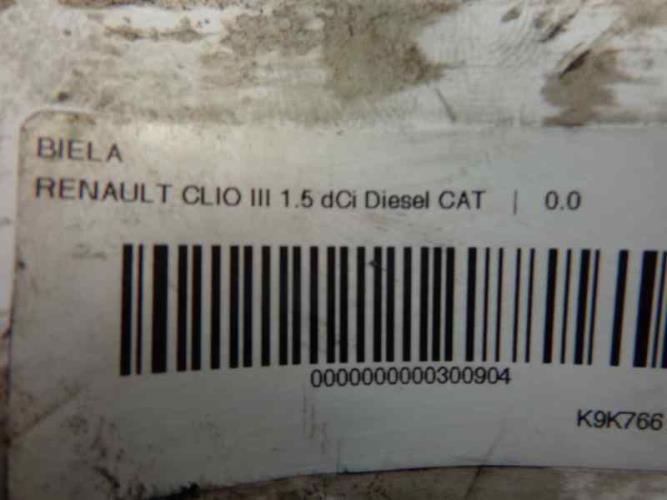 BIELA
RENAULT CLIO III 1.5 dCi Diesel CAT | 0.0
0000000000300904
K9K766